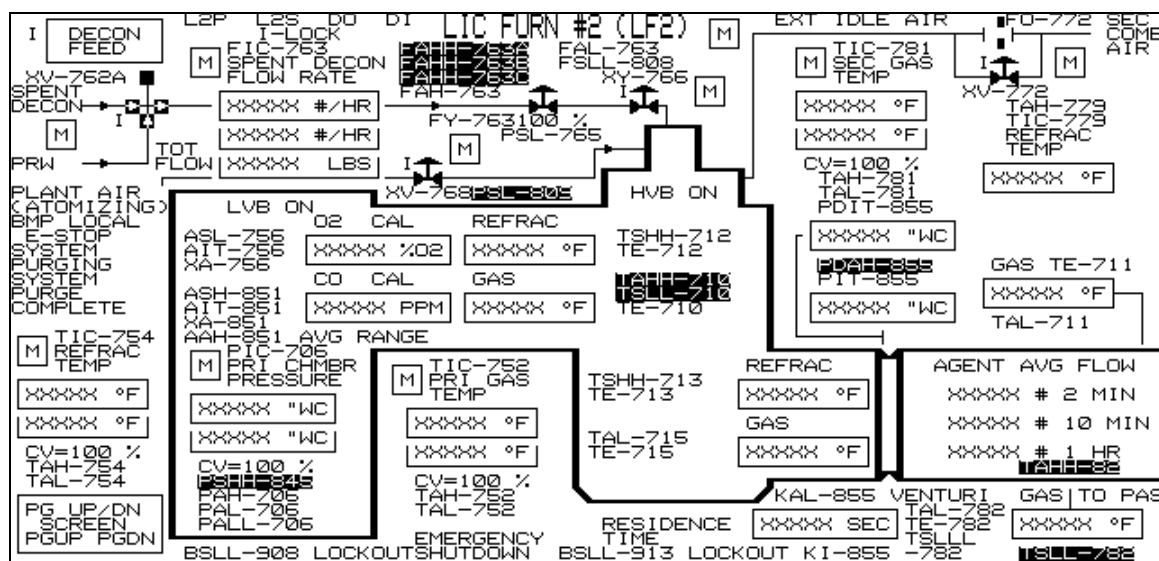 L2P L2S DO DI LIC FURN #2 (LF2) EXT IDLE AIR FO-772 SEC
I DECON I-LOCK COMB
FEED M FIC-763 FAHH-763A FAL-763 M M TIC-781 AIR
SPENT DECON FAHH-763B FSLL-808 SEC GAS I M
XV-762A FLOW RATE FAHH-763C XY-766 TEMP
SPENT FAH-763 I M XV-772
DECON XXXXX #/HR XXXXX °F TAH-779
I FY-763 100 % TIC-779
M XXXXX #/HR PSL-765 XXXXX °F REFRAC
TOT M TEMP
PRW FLOW XXXXX LBS I CV=100 %
TAH-781 XXXXX °F
PLANT AIR XV-768 PSL-809 HVB ON TAL-781
(ATOMIZING) LVB ON PDIT-855
BMP LOCAL O2 CAL REFRAC
E-STOP ASL-756 TSHH-712 XXXXX "WC
SYSTEM AIT-756 XXXXX %O2 XXXXX °F TE-712
PURGING XA-756 PDAH-855 GAS TE-711
SYSTEM CO CAL GAS TAHH-710 PIT-855
PURGE ASH-851 TSLL-710 XXXXX °F
COMPLETE AIT-851 XXXXX PPM XXXXX °F TE-710 XXXXX "WC
XA-851 TAL-711
TIC-754 AAH-851 AVG RANGE
M REFRAC M PIC-706 TIC-752 REFRAC AGENT AVG FLOW
TEMP PRI CHMBR M PRI GAS TSHH-713
PRESSURE TEMP TE-713 XXXXX °F XXXXX # 2 MIN
XXXXX °F XXXXX "WC
XXXXX °F XXXXX °F GAS XXXXX # 10 MIN
XXXXX "WC XXXXX °F TAL-715
CV=100 % TE-715 XXXXX °F XXXXX # 1 HR
TAH-754 CV=100 % TAHH-82
TAL-754 PSHH-849 CV=100 %
PAH-706 TAH-752 KAL-855 VENTURI GAS TO PAS
PG UP/DN PAL-706 TAL-752 TAL-782
SCREEN PALL-706 RESIDENCE XXXXX SEC TE-782 XXXXX °F
PGUP PGDN EMERGENCY TIME TSLLL
BSLL-908 LOCKOUT SHUTDOWN BSLL-913 LOCKOUT KI-855 -782 TSLL-782